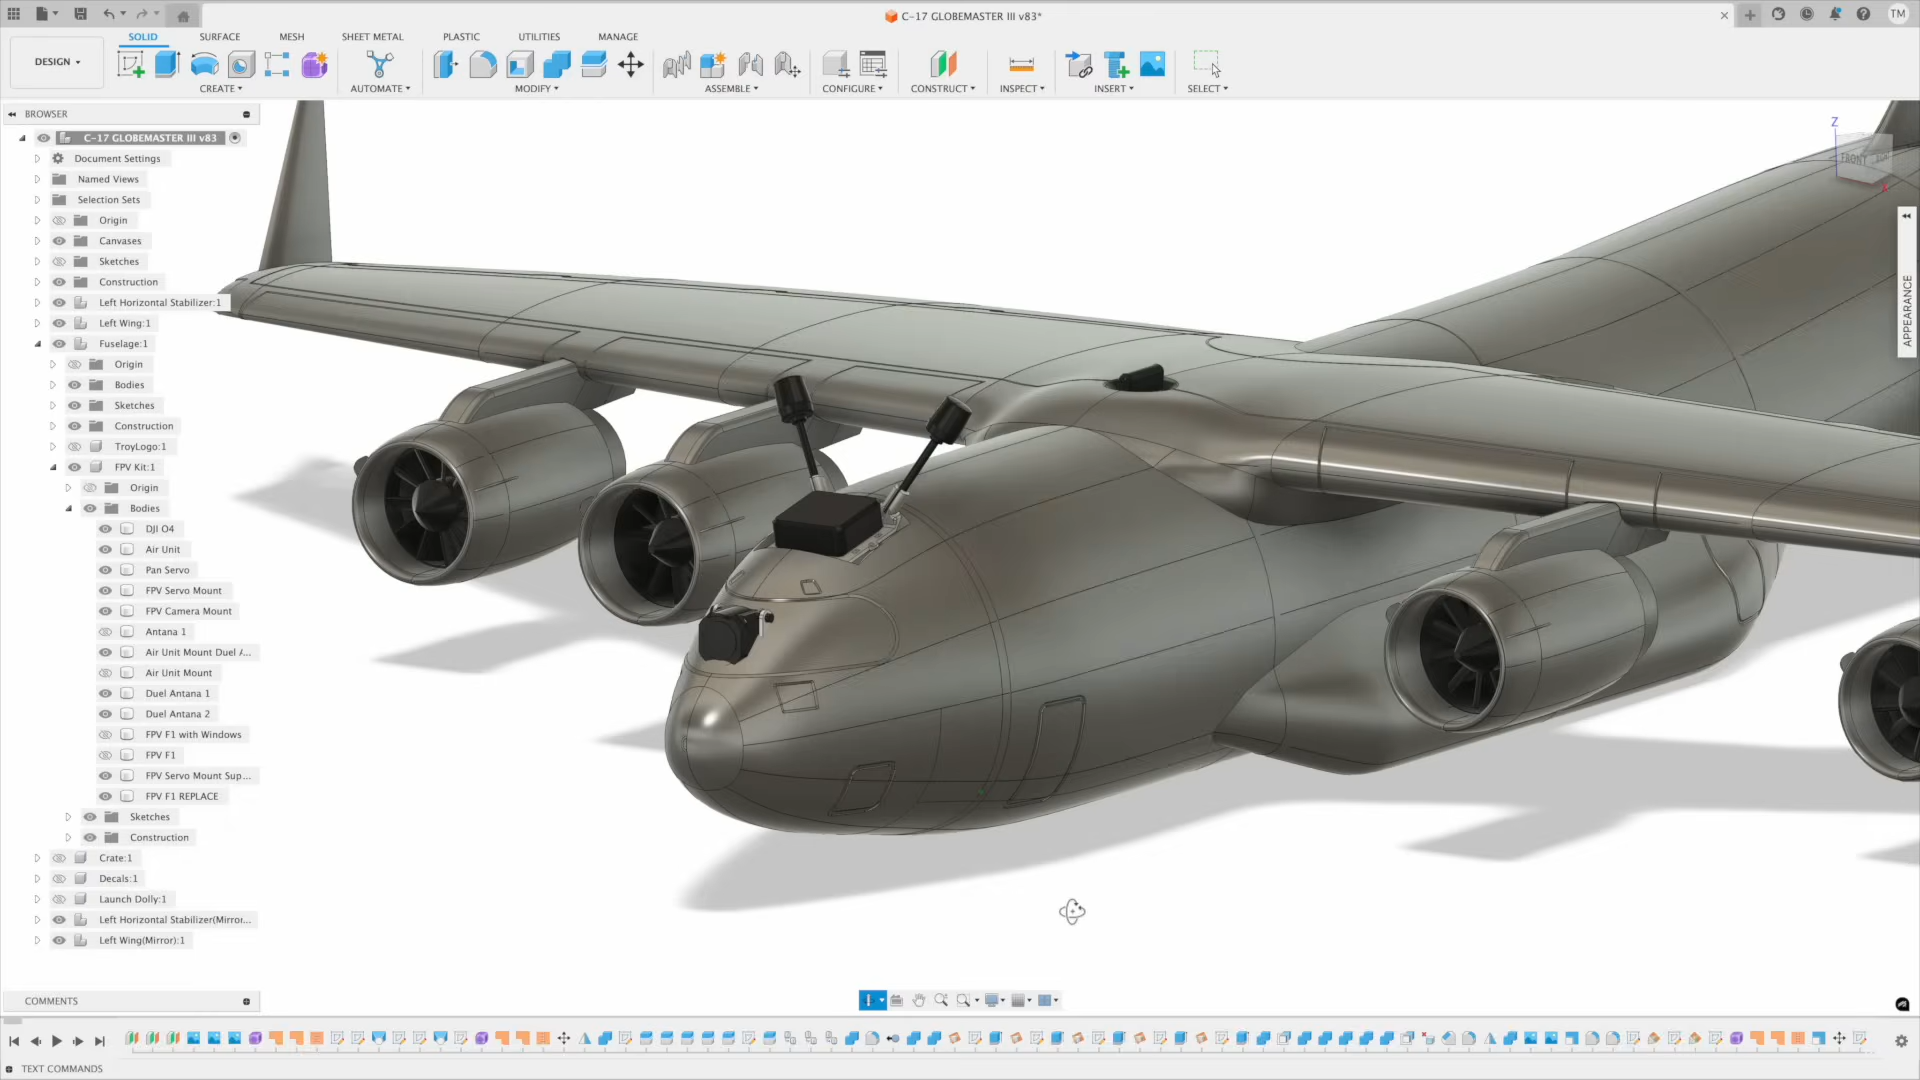 C-17 GLOBEMASTER III v83*
TM
DESIGN
SOLID
SURFACE
MESH
SHEET METAL
PLASTIC
UTILITIES
MANAGE
CREATE
AUTOMATE
MODIFY
ASSEMBLE
CONFIGURE
CONSTRUCT
INSPECT
INSERT
SELECT
BROWSER
C-17 GLOBEMASTER III v83
Document Settings
Named Views
Selection Sets
Origin
Canvases
Sketches
Construction
Left Horizontal Stabilizer:1
Left Wing:1
Fuselage:1
Origin
Bodies
Sketches
Construction
TroyLogo:1
FPV Kit:1
Origin
Bodies
DJI O4
Air Unit
Pan Servo
FPV Servo Mount
FPV Camera Mount
Antana 1
Air Unit Mount Duel A...
Air Unit Mount
Duel Antana 1
Duel Antana 2
FPV F1 with Windows
FPV F1
FPV Servo Mount Sup...
FPV F1 REPLACE
Sketches
Construction
Crate:1
Decals:1
Launch Dolly:1
Left Horizontal Stabilizer(Mirror...
Left Wing(Mirror):1
Z
FRONT
X
APPEARANCE
COMMENTS
TEXT COMMANDS